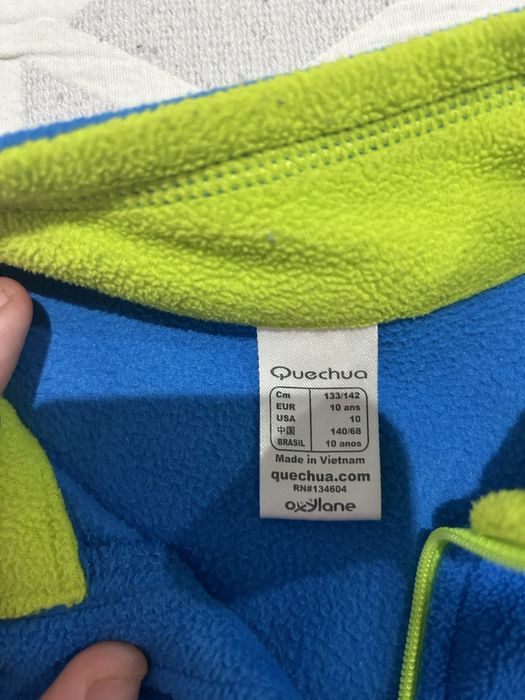 Quechua
Cm 133/142
EUR 10 ans
USA 10
中国 140/68
BRASIL 10 anos
Made in Vietnam
quechua.com
RN#134604
oxylane